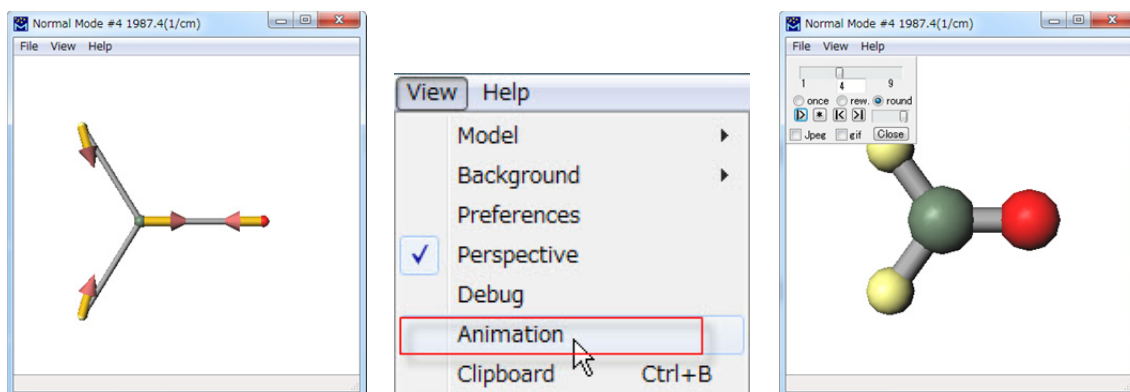 Normal Mode #4 1987.4(1/cm)
File View Help
View Help
Model
Background
Preferences
Perspective
Debug
Animation
Clipboard Ctrl+B
Normal Mode #4 1987.4(1/cm)
File View Help
1 4 9
once rew. round
Jpeg gif Close